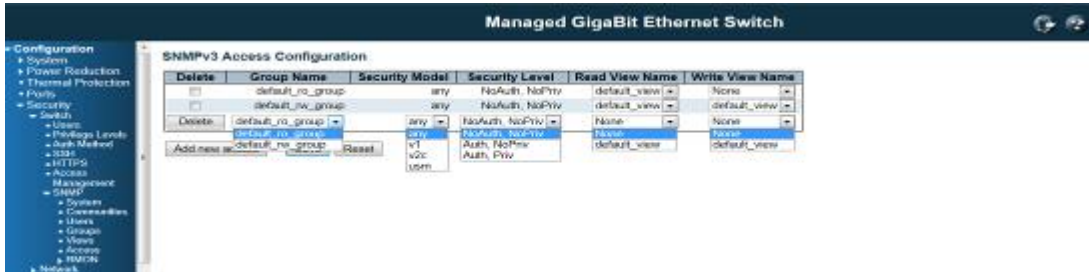 Managed GigaBit Ethernet Switch
Configuration
System
Power Reduction
Thermal Protection
Ports
Security
Switch
Users
Privilege Levels
Auth Method
SSH
HTTPS
Access
Management
SNMP
System
Communities
Users
Groups
Views
Access
RMON
Network
SNMPv3 Access Configuration
Delete Group Name Security Model Security Level Read View Name Write View Name
default_ro_group any NoAuth, NoPriv default_view None
default_rw_group any NoAuth, NoPriv default_view default_view
Delete default_ro_group any NoAuth, NoPriv None None
default_ro_group any NoAuth, NoPriv None None
default_rw_group v1 Auth, NoPriv default_view default_view
v2c Auth, Priv
usm
Add new Reset